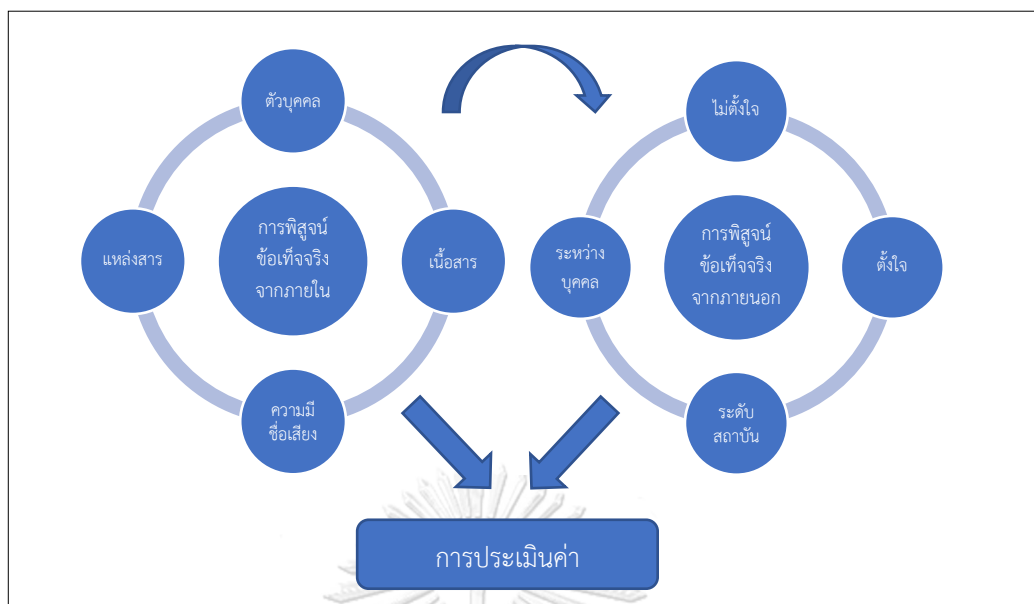 ตัวบุคคล
แหล่งสาร
การพิสูจน์
ข้อเท็จจริง
จากภายใน
เนื้อสาร
ความมี
ชื่อเสียง
ไม่ตั้งใจ
ระหว่าง
บุคคล
การพิสูจน์
ข้อเท็จจริง
จากภายนอก
ตั้งใจ
ระดับ
สถาบัน
การประเมินค่า